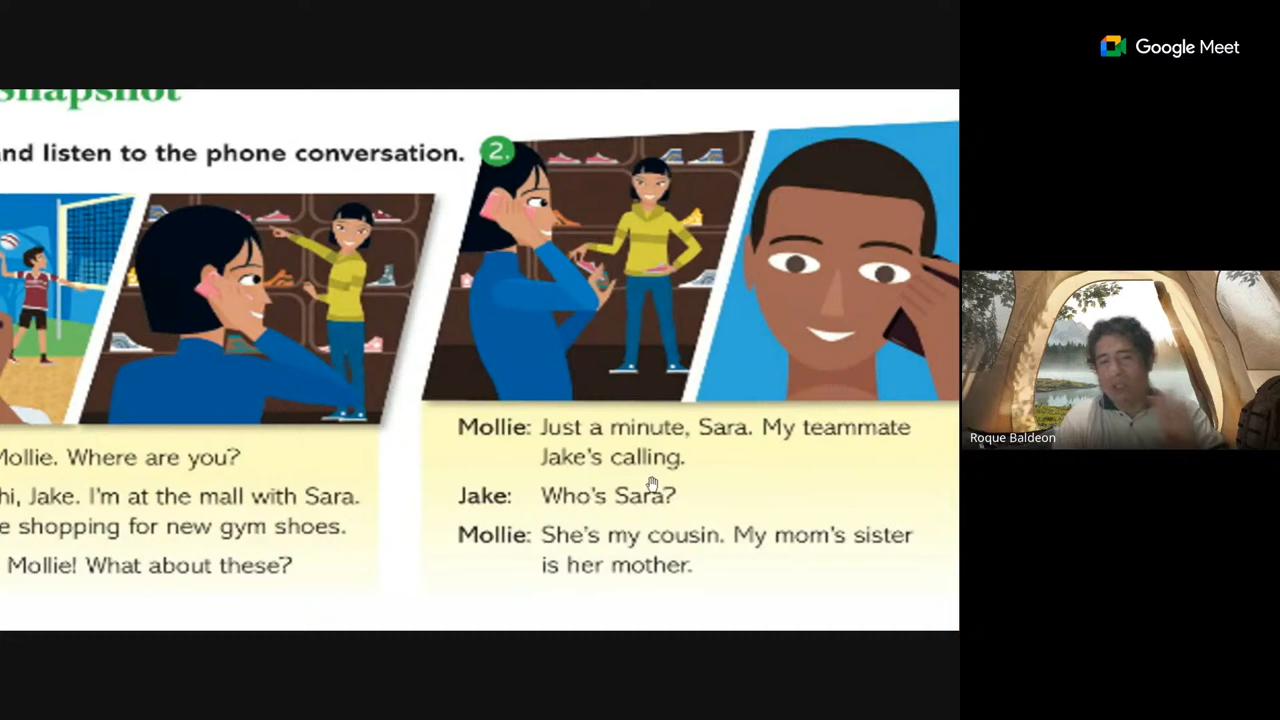 Snapshot
and listen to the phone conversation.
Mollie. Where are you?
hi, Jake. I'm at the mall with Sara.
e shopping for new gym shoes.
Mollie! What about these?
2.
Mollie: Just a minute, Sara. My teammate
Jake's calling.
Jake: Who's Sara?
Mollie: She's my cousin. My mom's sister
is her mother.
Google Meet
Roque Baldeon